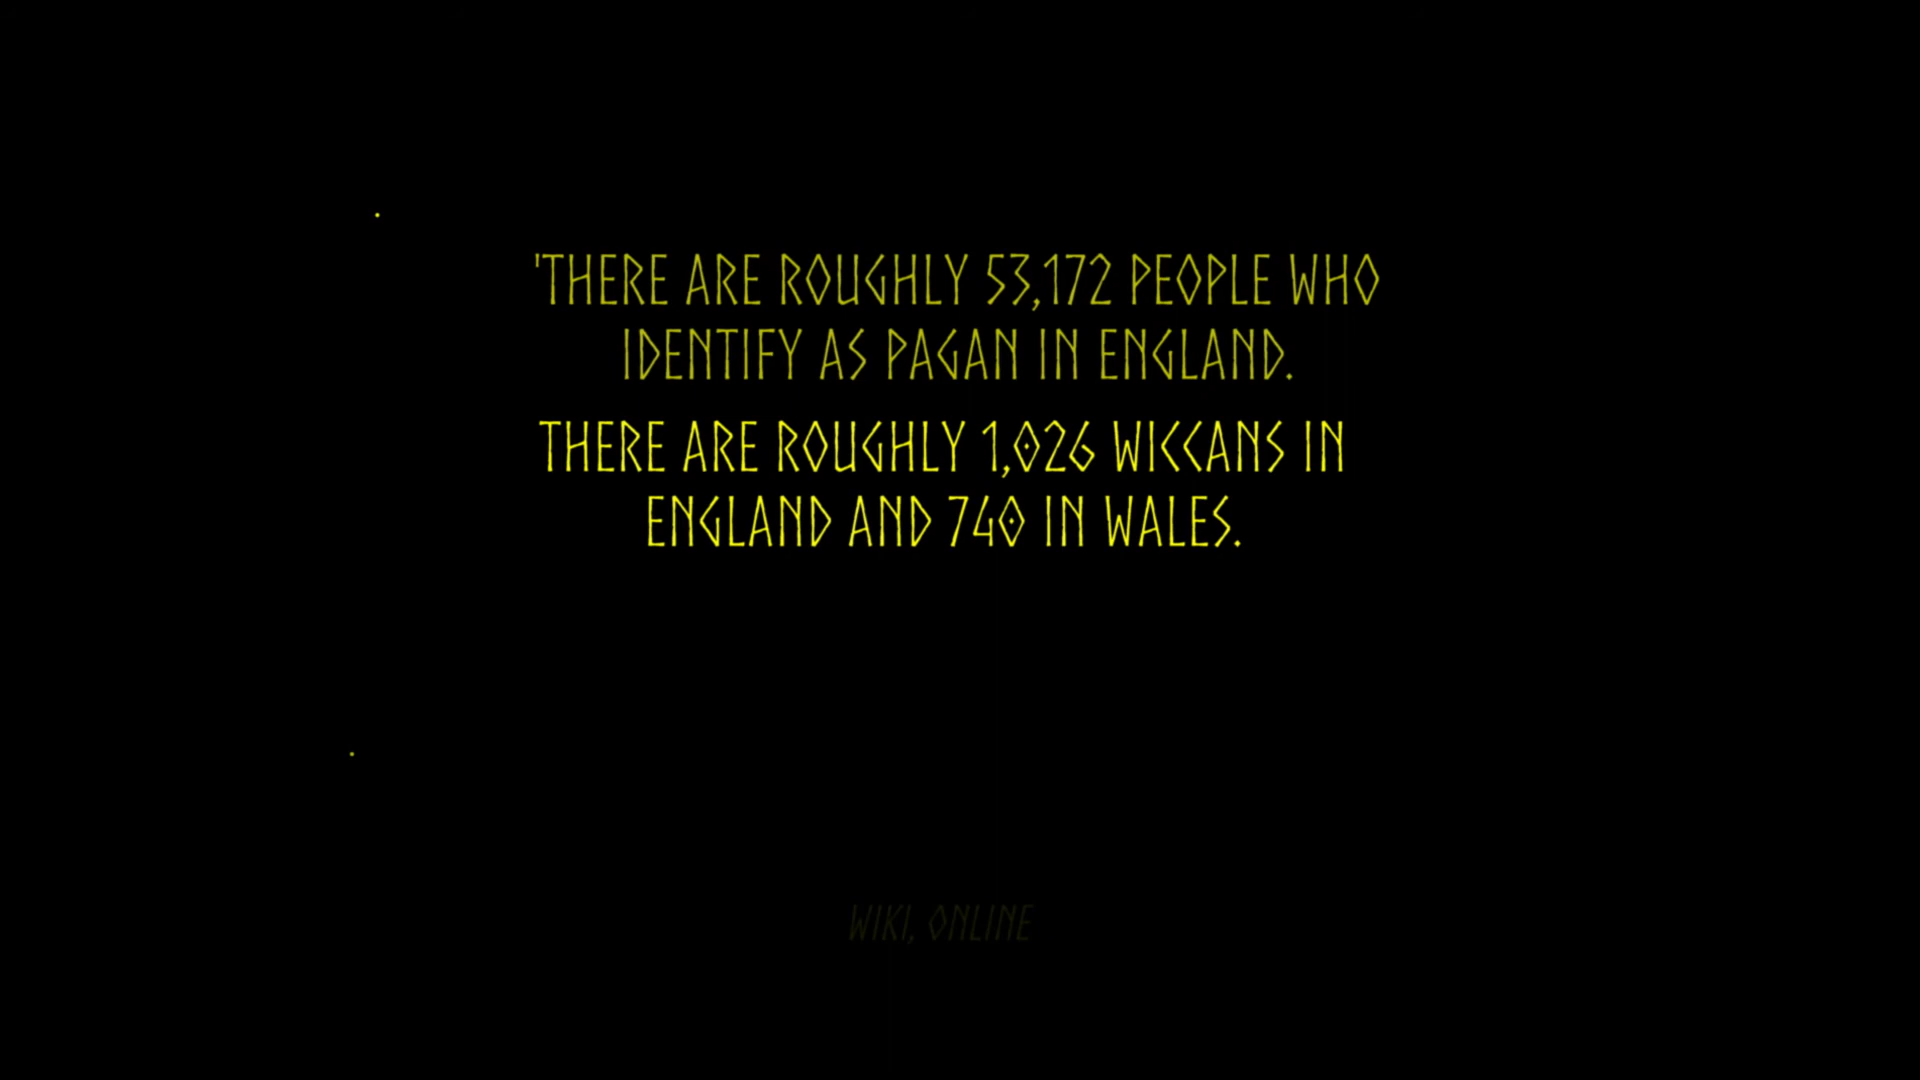 'THERE ARE ROUGHLY 53,172 PEOPLE WHO
IDENTIFY AS PAGAN IN ENGLAND.
THERE ARE ROUGHLY 1,026 WICCANS IN
ENGLAND AND 740 IN WALES.
WIKI, ONLINE